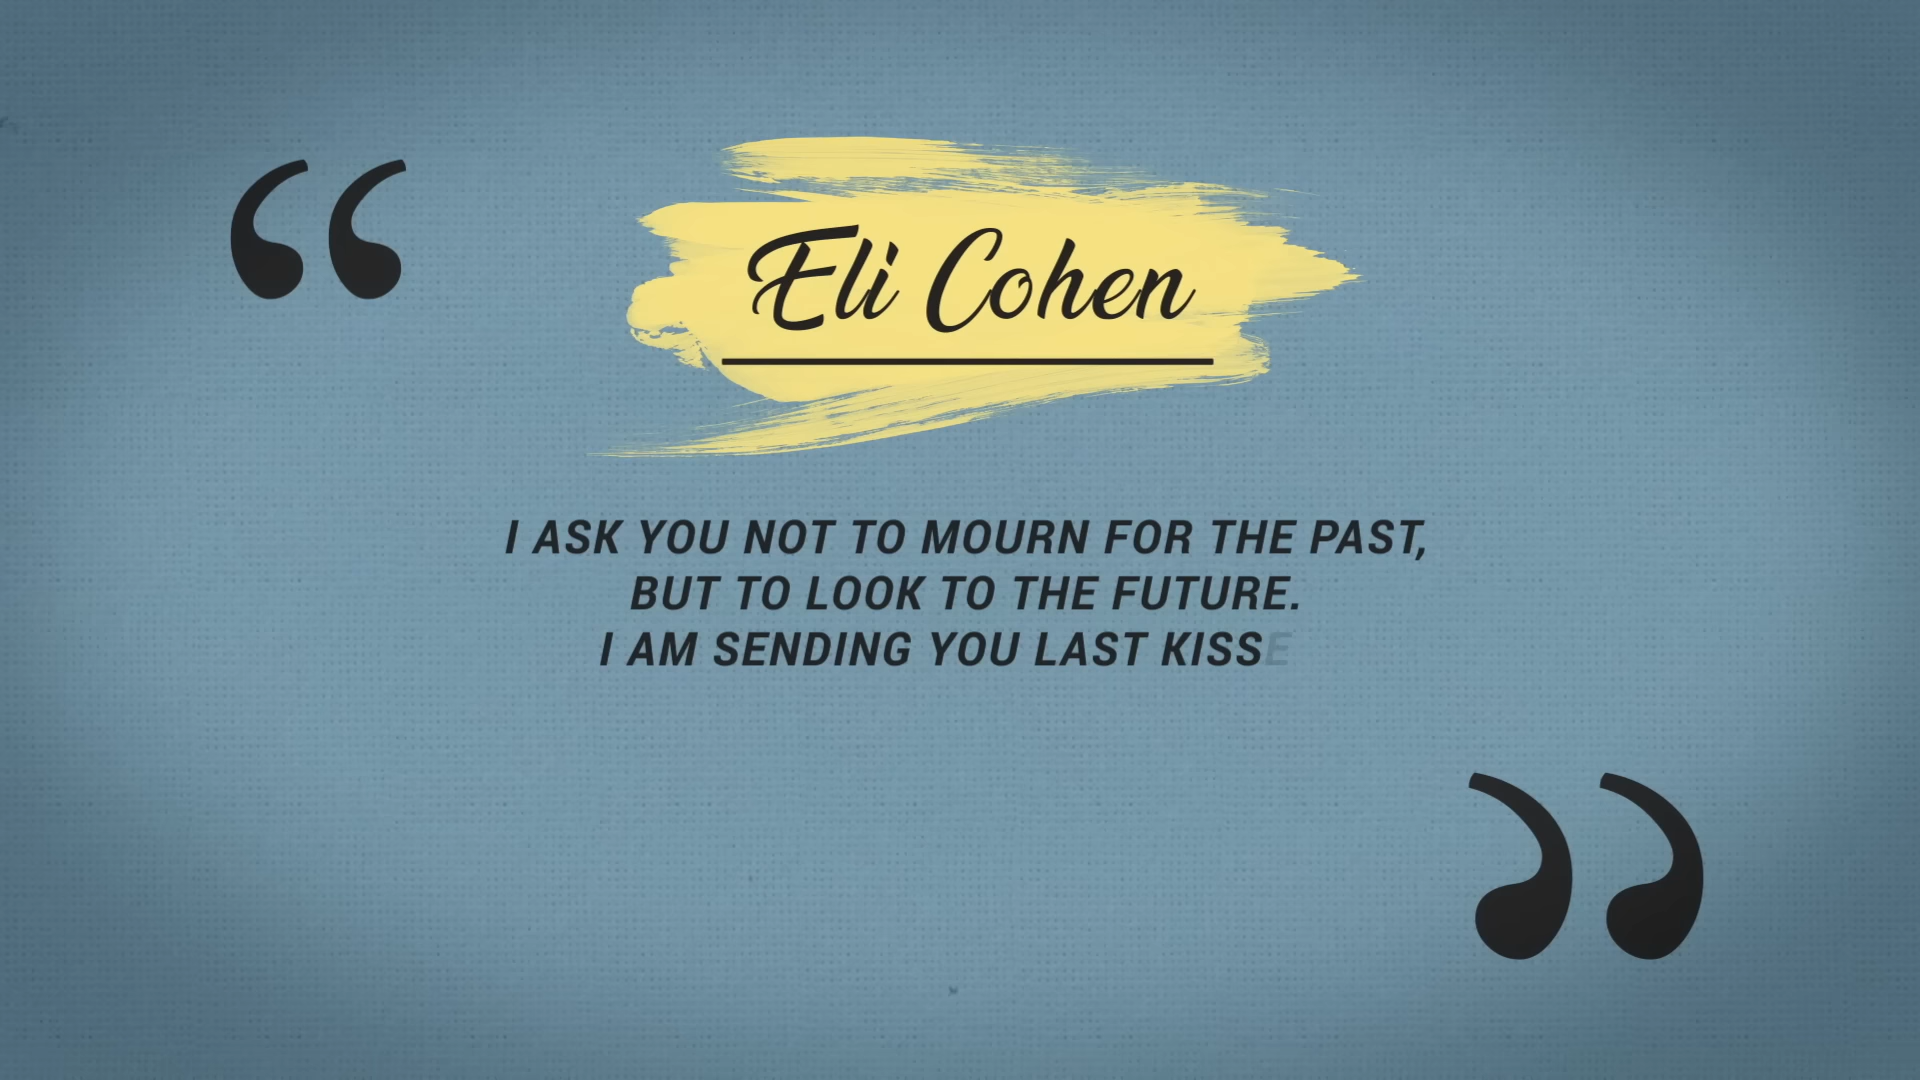 Eli Cohen
I ASK YOU NOT TO MOURN FOR THE PAST,
BUT TO LOOK TO THE FUTURE.
I AM SENDING YOU LAST KISSE